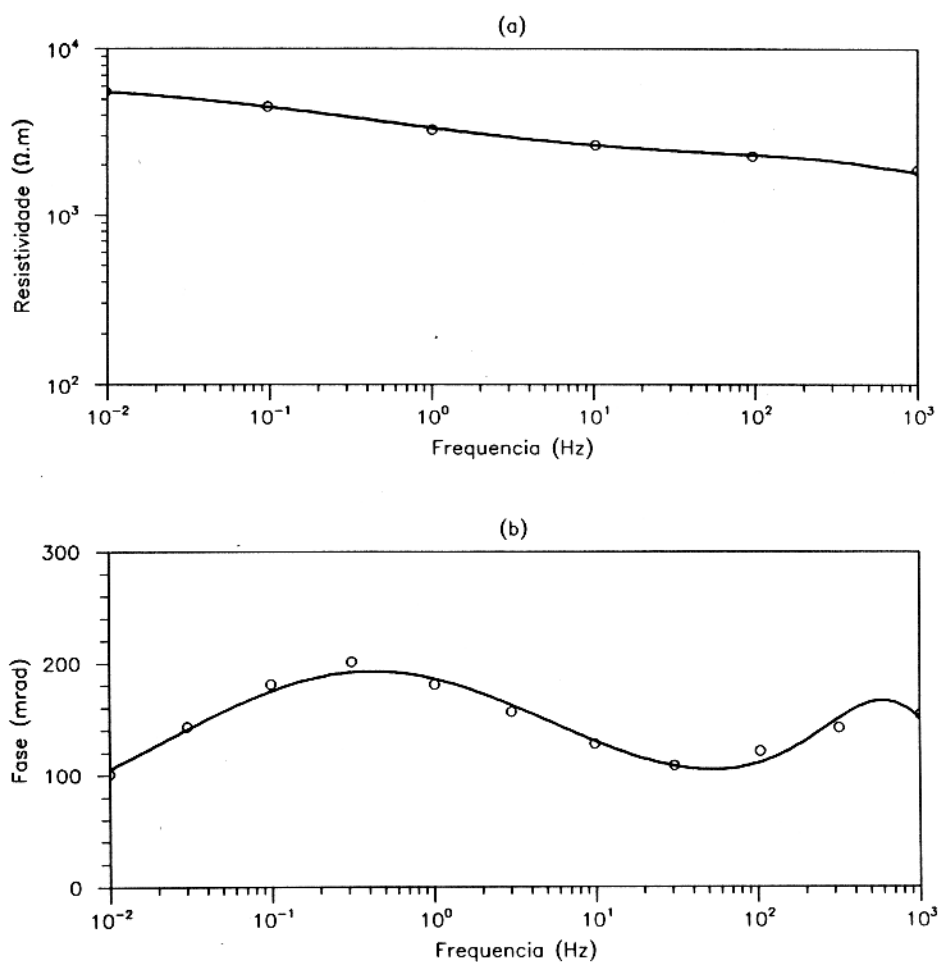 (a)
10⁴
10³
10²
Resistividade (Ω.m)
10⁻² 10⁻¹ 10⁰ 10¹ 10² 10³
Frequencia (Hz)
(b)
300
200
100
0
Fase (mrad)
10⁻² 10⁻¹ 10⁰ 10¹ 10² 10³
Frequencia (Hz)